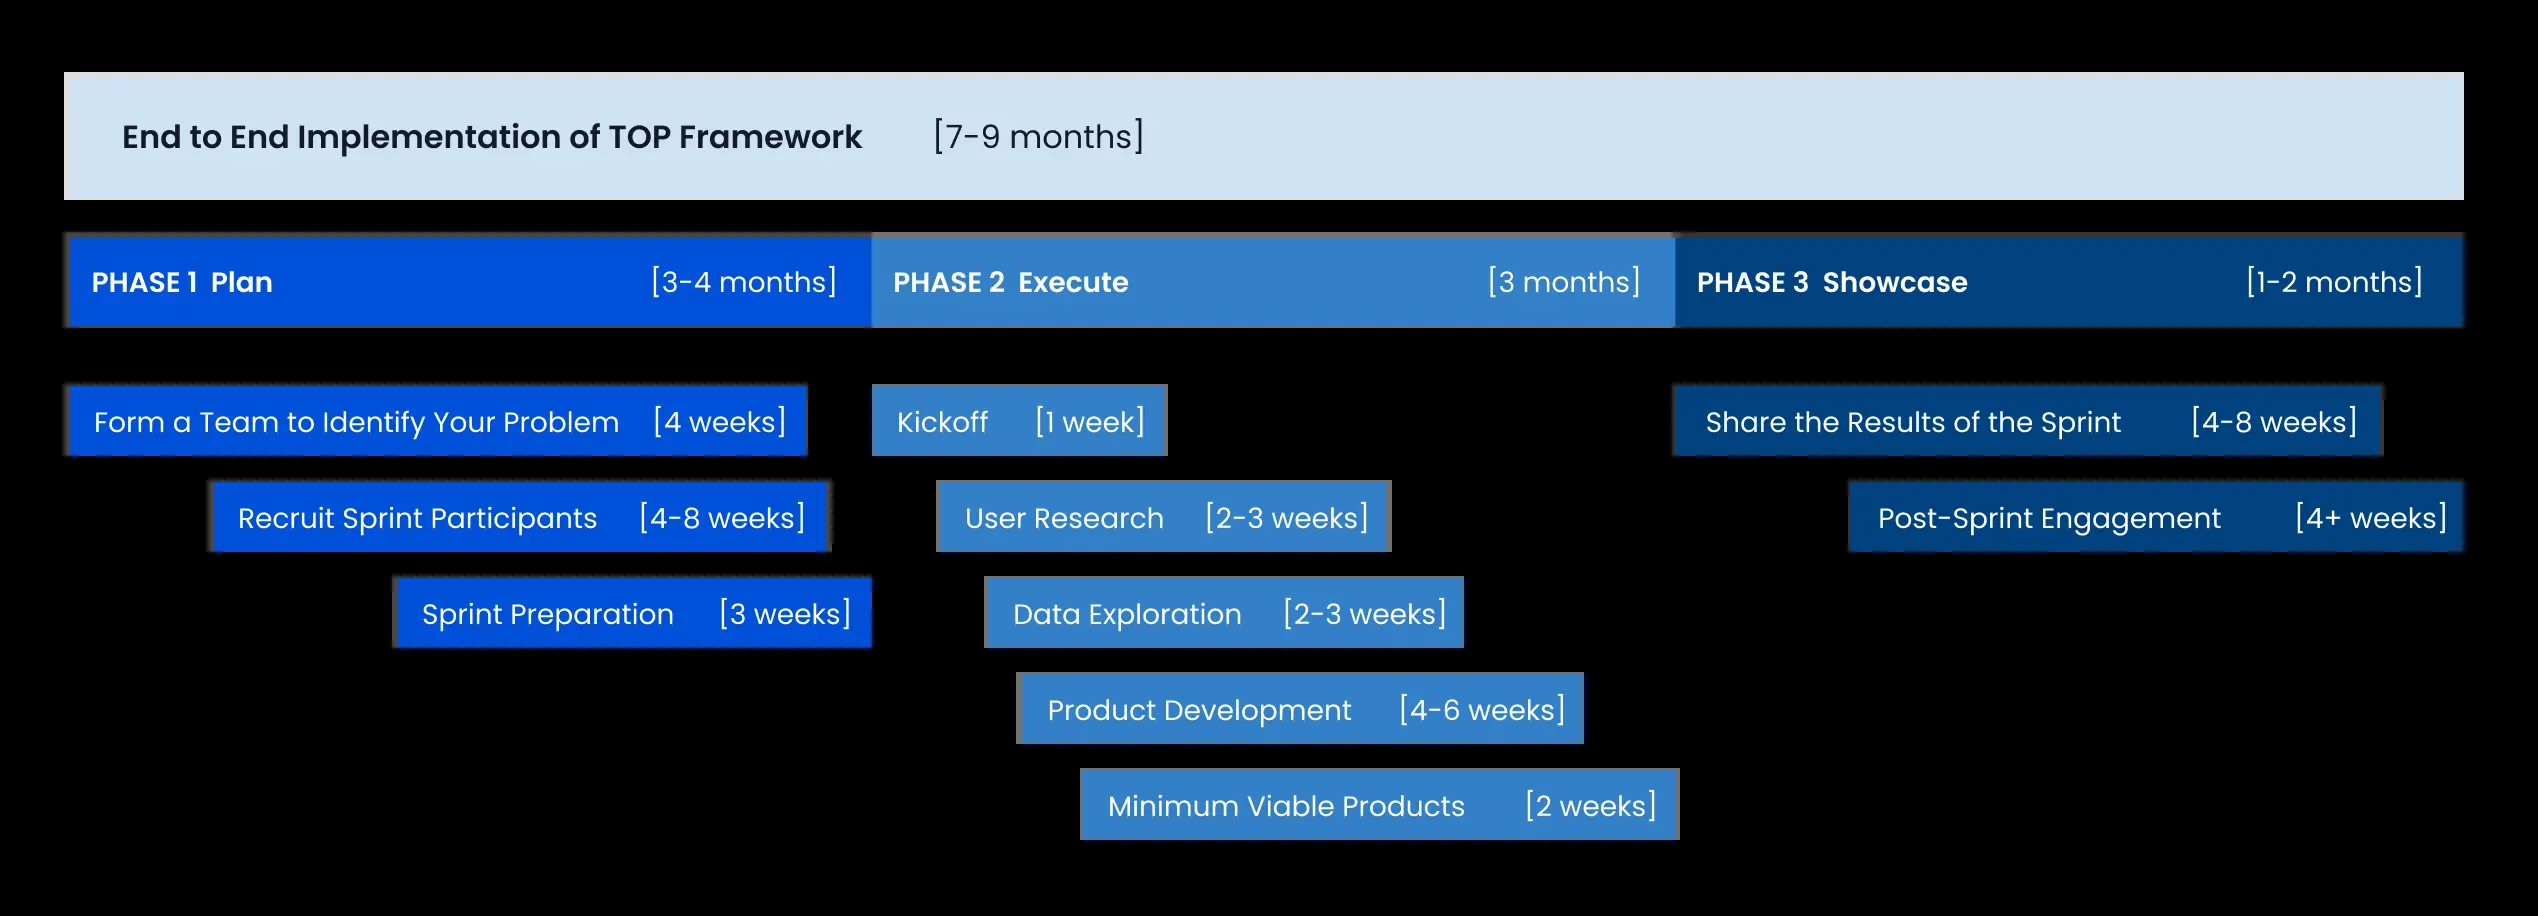 End to End Implementation of TOP Framework [7-9 months]
PHASE 1 Plan [3-4 months]
PHASE 2 Execute [3 months]
PHASE 3 Showcase [1-2 months]
Form a Team to Identify Your Problem [4 weeks]
Recruit Sprint Participants [4-8 weeks]
Sprint Preparation [3 weeks]
Kickoff [1 week]
User Research [2-3 weeks]
Data Exploration [2-3 weeks]
Product Development [4-6 weeks]
Minimum Viable Products [2 weeks]
Share the Results of the Sprint [4-8 weeks]
Post-Sprint Engagement [4+ weeks]